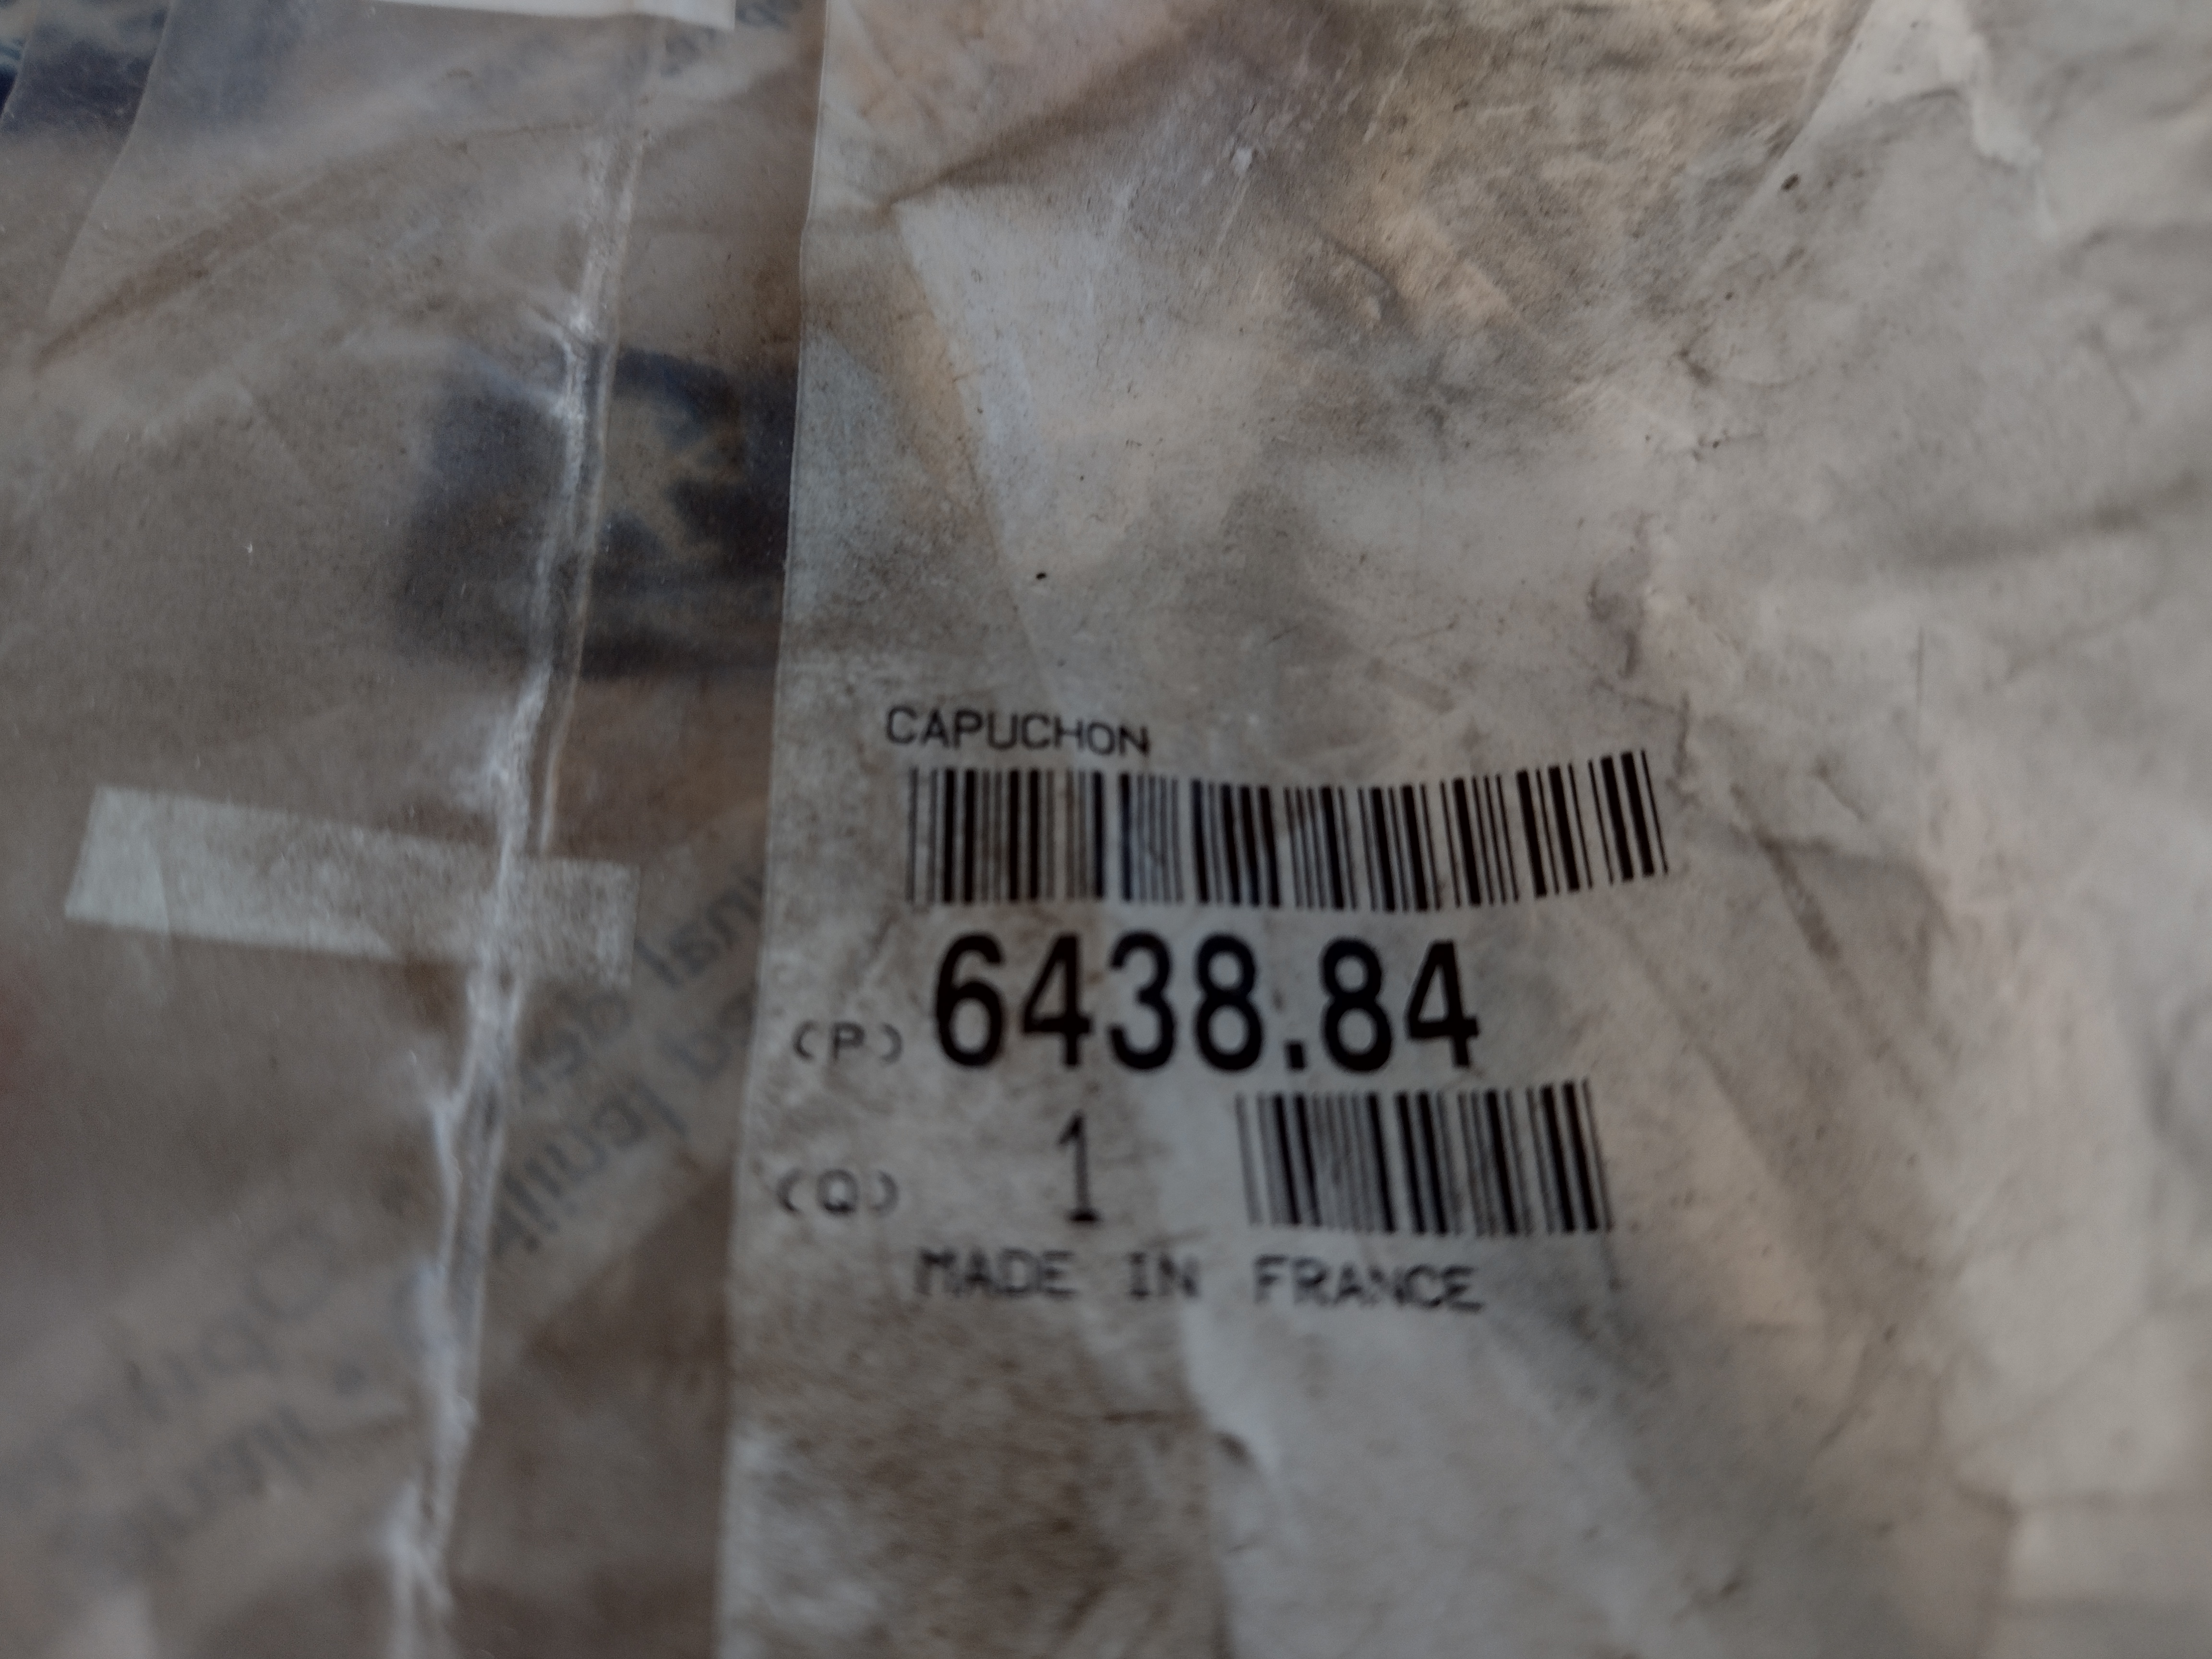 CAPUCHON
(P) 6438.84
(Q) 1
MADE IN FRANCE